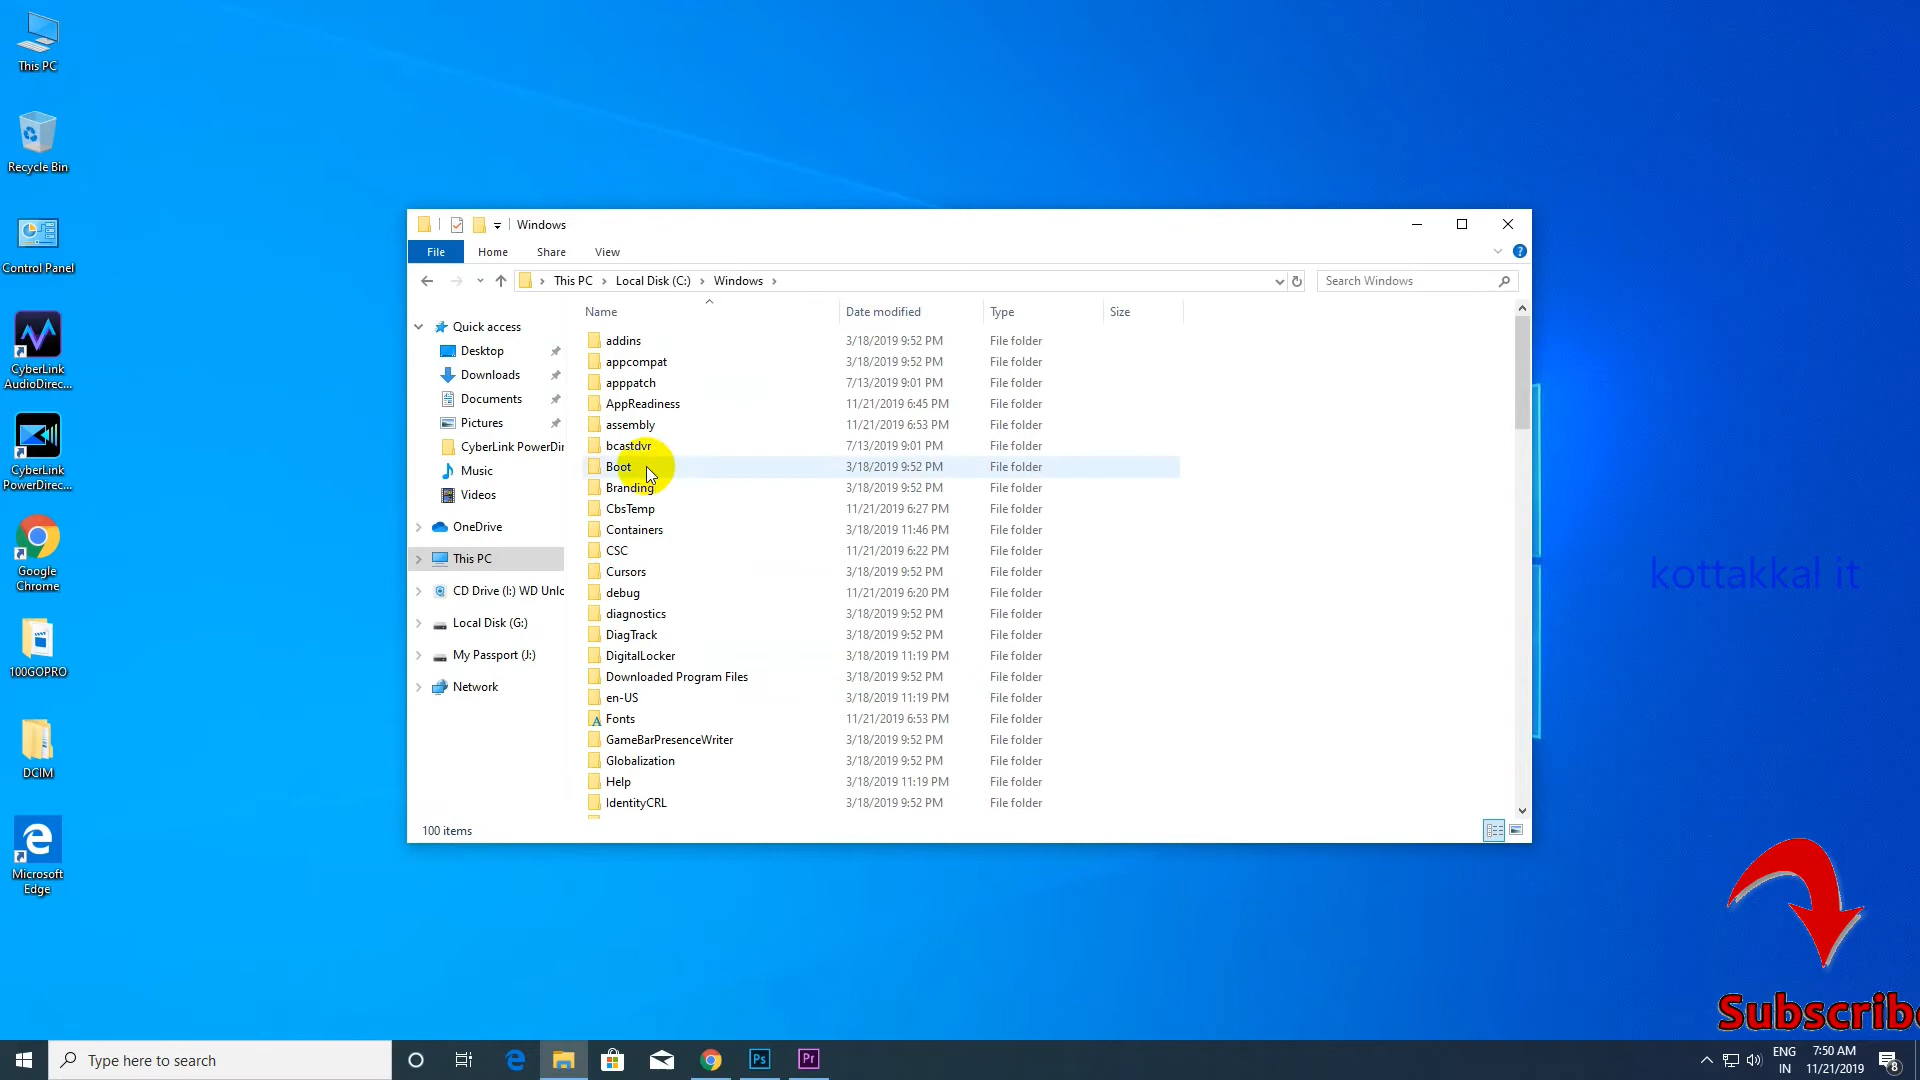 This PC
Recycle Bin
Control Panel
CyberLink
AudioDirec...
CyberLink
PowerDirec...
Google
Chrome
100GOPRO
DCIM
Microsoft
Edge
Windows
File Home Share View
This PC Local Disk (C:) Windows
Search Windows
Quick access
Desktop
Downloads
Documents
Pictures
CyberLink PowerDir
Music
Videos
OneDrive
This PC
CD Drive (I:) WD Unlo
Local Disk (G:)
My Passport (J:)
Network
Name Date modified Type Size
addins 3/18/2019 9:52 PM File folder
appcompat 3/18/2019 9:52 PM File folder
apppatch 7/13/2019 9:01 PM File folder
AppReadiness 11/21/2019 6:45 PM File folder
assembly 11/21/2019 6:53 PM File folder
bcastdvr 7/13/2019 9:01 PM File folder
Boot 3/18/2019 9:52 PM File folder
Branding 3/18/2019 9:52 PM File folder
CbsTemp 11/21/2019 6:27 PM File folder
Containers 3/18/2019 11:46 PM File folder
CSC 11/21/2019 6:22 PM File folder
Cursors 3/18/2019 9:52 PM File folder
debug 11/21/2019 6:20 PM File folder
diagnostics 3/18/2019 9:52 PM File folder
DiagTrack 3/18/2019 9:52 PM File folder
DigitalLocker 3/18/2019 11:19 PM File folder
Downloaded Program Files 3/18/2019 9:52 PM File folder
en-US 3/18/2019 11:19 PM File folder
Fonts 11/21/2019 6:53 PM File folder
GameBarPresenceWriter 3/18/2019 9:52 PM File folder
Globalization 3/18/2019 9:52 PM File folder
Help 3/18/2019 11:19 PM File folder
IdentityCRL 3/18/2019 9:52 PM File folder
100 items
kottakkal it
Subscribe
Type here to search
Ps
Pr
ENG
IN
7:50 AM
11/21/2019
8